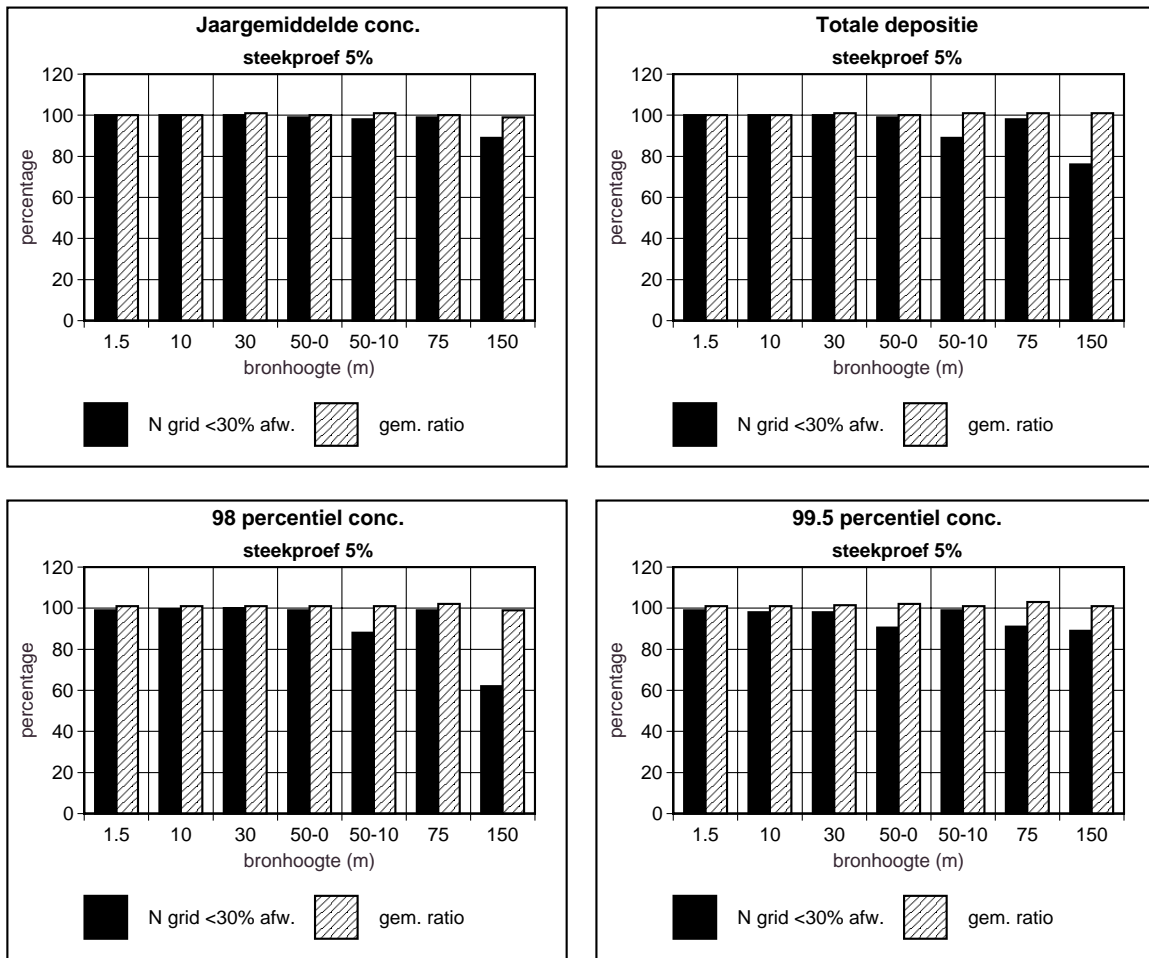 Jaargemiddelde conc.
steekproef 5%
120
100
80
60
40
20
0
percentage
1.5 10 30 50-0 50-10 75 150
bronhoogte (m)
N grid <30% afw. gem. ratio
Totale depositie
steekproef 5%
120
100
80
60
40
20
0
percentage
1.5 10 30 50-0 50-10 75 150
bronhoogte (m)
N grid <30% afw. gem. ratio
98 percentiel conc.
steekproef 5%
120
100
80
60
40
20
0
percentage
1.5 10 30 50-0 50-10 75 150
bronhoogte (m)
N grid <30% afw. gem. ratio
99.5 percentiel conc.
steekproef 5%
120
100
80
60
40
20
0
percentage
1.5 10 30 50-0 50-10 75 150
bronhoogte (m)
N grid <30% afw. gem. ratio